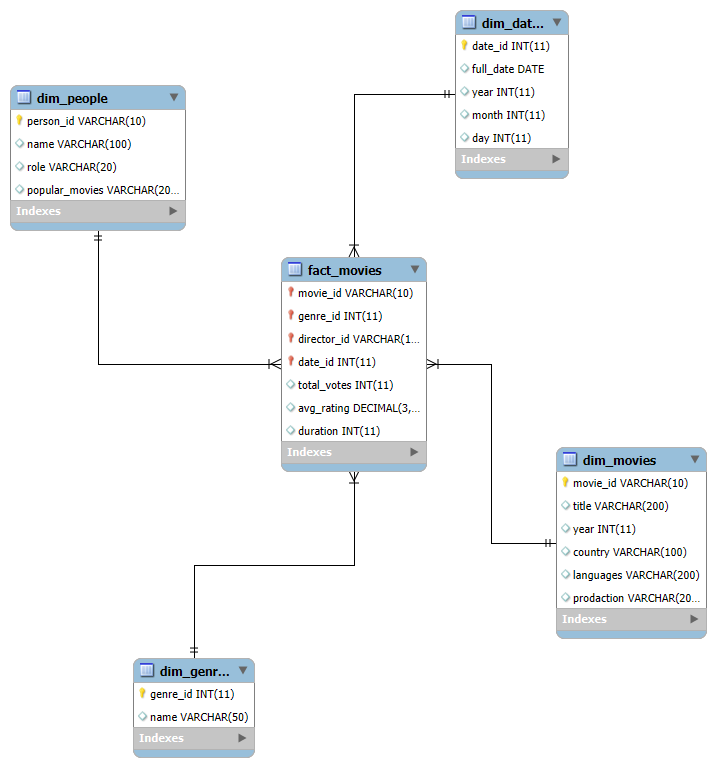 dim_dat...
date_id INT(11)
full_date DATE
year INT(11)
month INT(11)
day INT(11)
Indexes
dim_people
person_id VARCHAR(10)
name VARCHAR(100)
role VARCHAR(20)
popular_movies VARCHAR(20...
Indexes
fact_movies
movie_id VARCHAR(10)
genre_id INT(11)
director_id VARCHAR(1...
date_id INT(11)
total_votes INT(11)
avg_rating DECIMAL(3,...
duration INT(11)
Indexes
dim_movies
movie_id VARCHAR(10)
title VARCHAR(200)
year INT(11)
country VARCHAR(100)
languages VARCHAR(200)
prodaction VARCHAR(20...
Indexes
dim_genr...
genre_id INT(11)
name VARCHAR(50)
Indexes